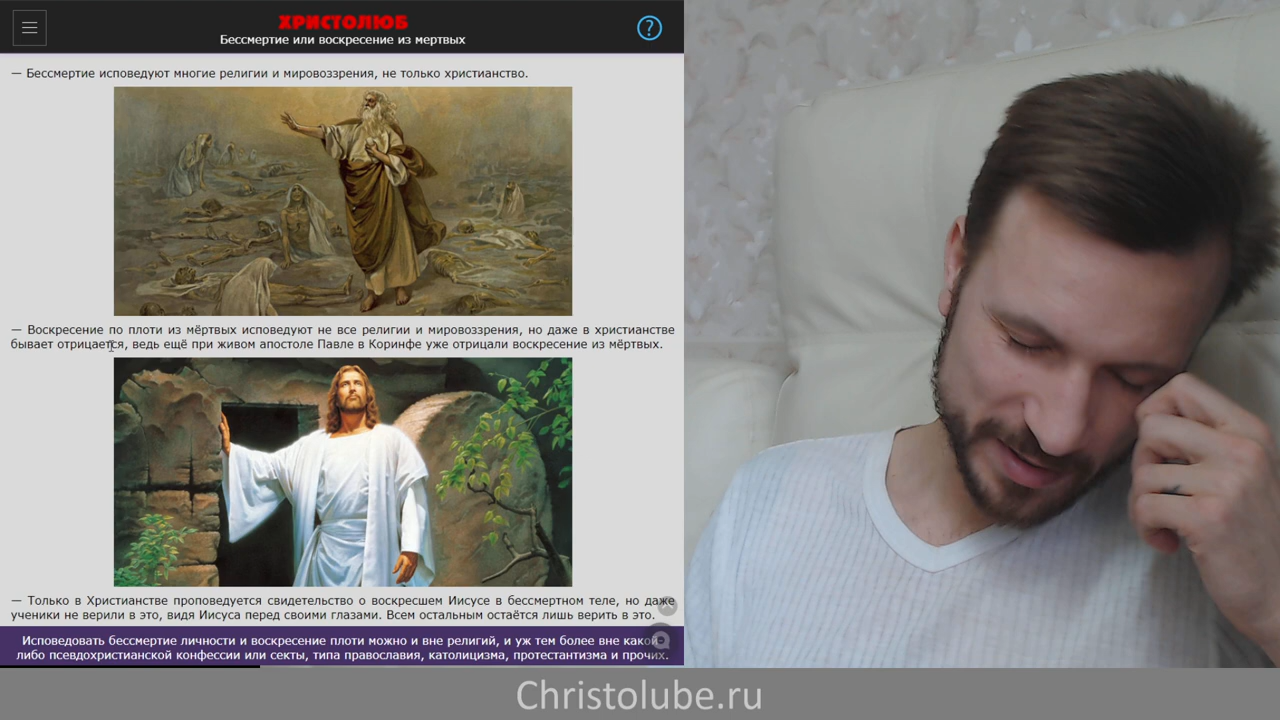 ХРИСТОЛЮБ
Бессмертие или воскресение из мертвых
?
— Бессмертие исповедуют многие религии и мировоззрения, не только христианство.
— Воскресение по плоти из мёртвых исповедуют не все религии и мировоззрения, но даже в христианстве
бывает отрицается, ведь ещё при живом апостоле Павле в Коринфе уже отрицали воскресение из мёртвых.
— Только в Христианстве проповедуется свидетельство о воскресшем Иисусе в бессмертном теле, но даже
ученики не верили в это, видя Иисуса перед своими глазами. Всем остальным остаётся лишь верить в это.
Исповедовать бессмертие личности и воскресение плоти можно и вне религий, и уж тем более вне какой-
либо псевдохристианской конфессии или секты, типа православия, католицизма, протестантизма и прочих.
Christolube.ru